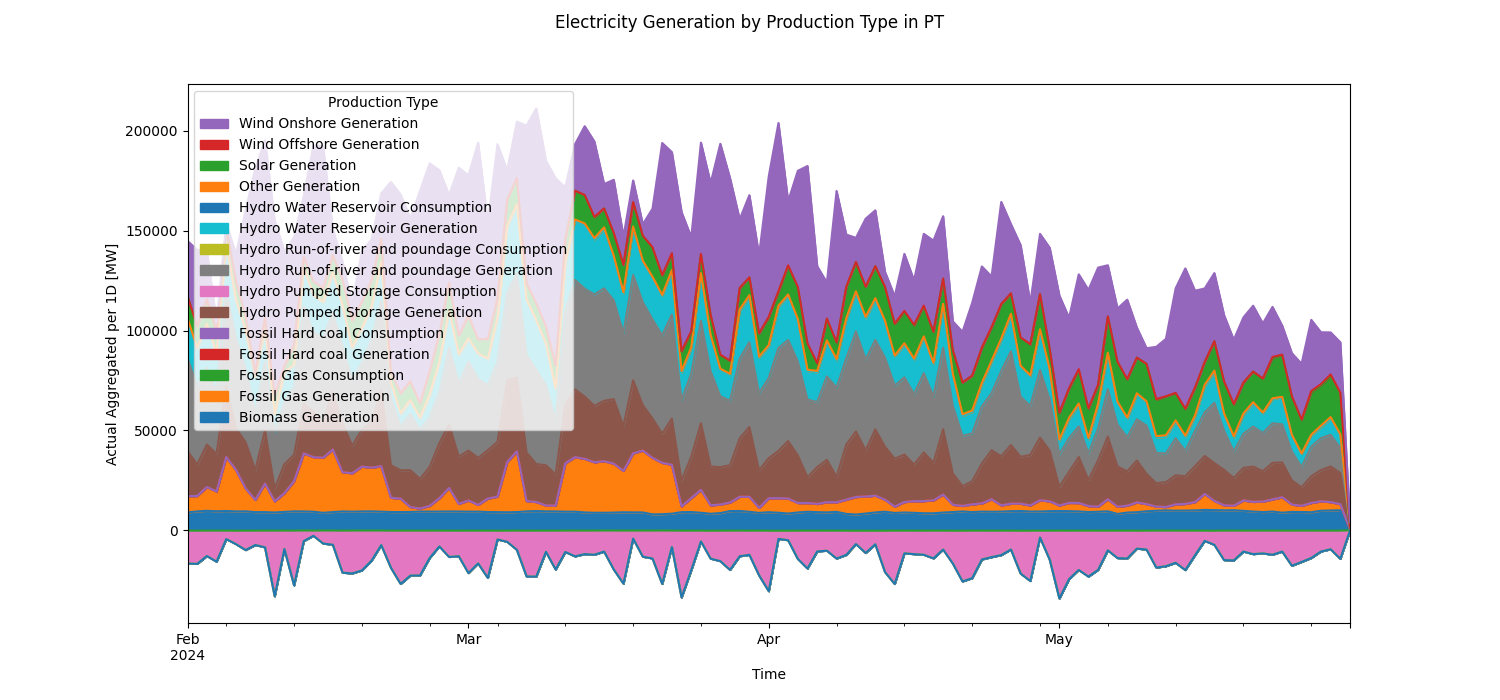 Electricity Generation by Production Type in PT
Actual Aggregated per 1D [MW]
200000
150000
100000
50000
0
Production Type
Wind Onshore Generation
Wind Offshore Generation
Solar Generation
Other Generation
Hydro Water Reservoir Consumption
Hydro Water Reservoir Generation
Hydro Run-of-river and poundage Consumption
Hydro Run-of-river and poundage Generation
Hydro Pumped Storage Consumption
Hydro Pumped Storage Generation
Fossil Hard coal Consumption
Fossil Hard coal Generation
Fossil Gas Consumption
Fossil Gas Generation
Biomass Generation
Feb Mar Apr May
2024
Time